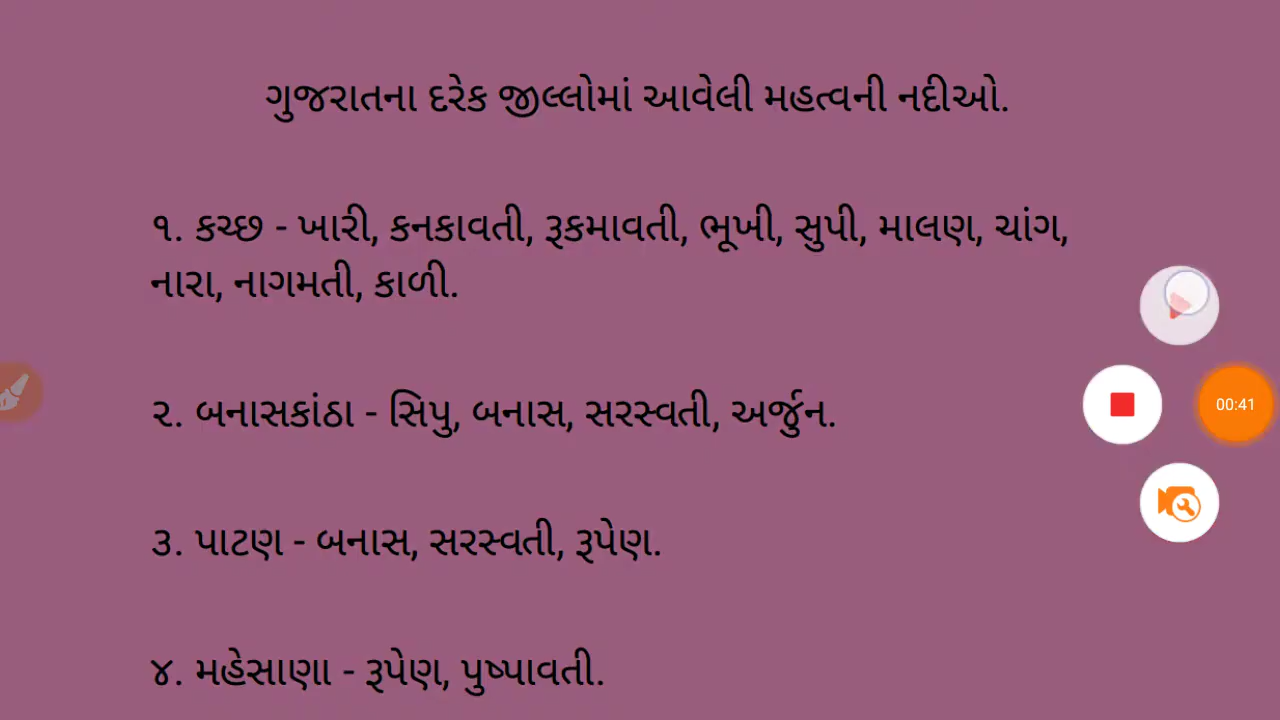 ગુજરાતના દરેક જીલ્લોમાં આવેલી મહત્વની નદીઓ.
૧. કચ્છ - ખારી, કનકાવતી, રૂકમાવતી, ભૂખી, સુપી, માલણ, ચાંગ,
નારા, નાગમતી, કાળી.
૨. બનાસકાંઠા - સિપુ, બનાસ, સરસ્વતી, અર્જુન.
00:41
૩. પાટણ - બનાસ, સરસ્વતી, રૂપેણ.
૪. મહેસાણા - રૂપેણ, પુષ્પાવતી.